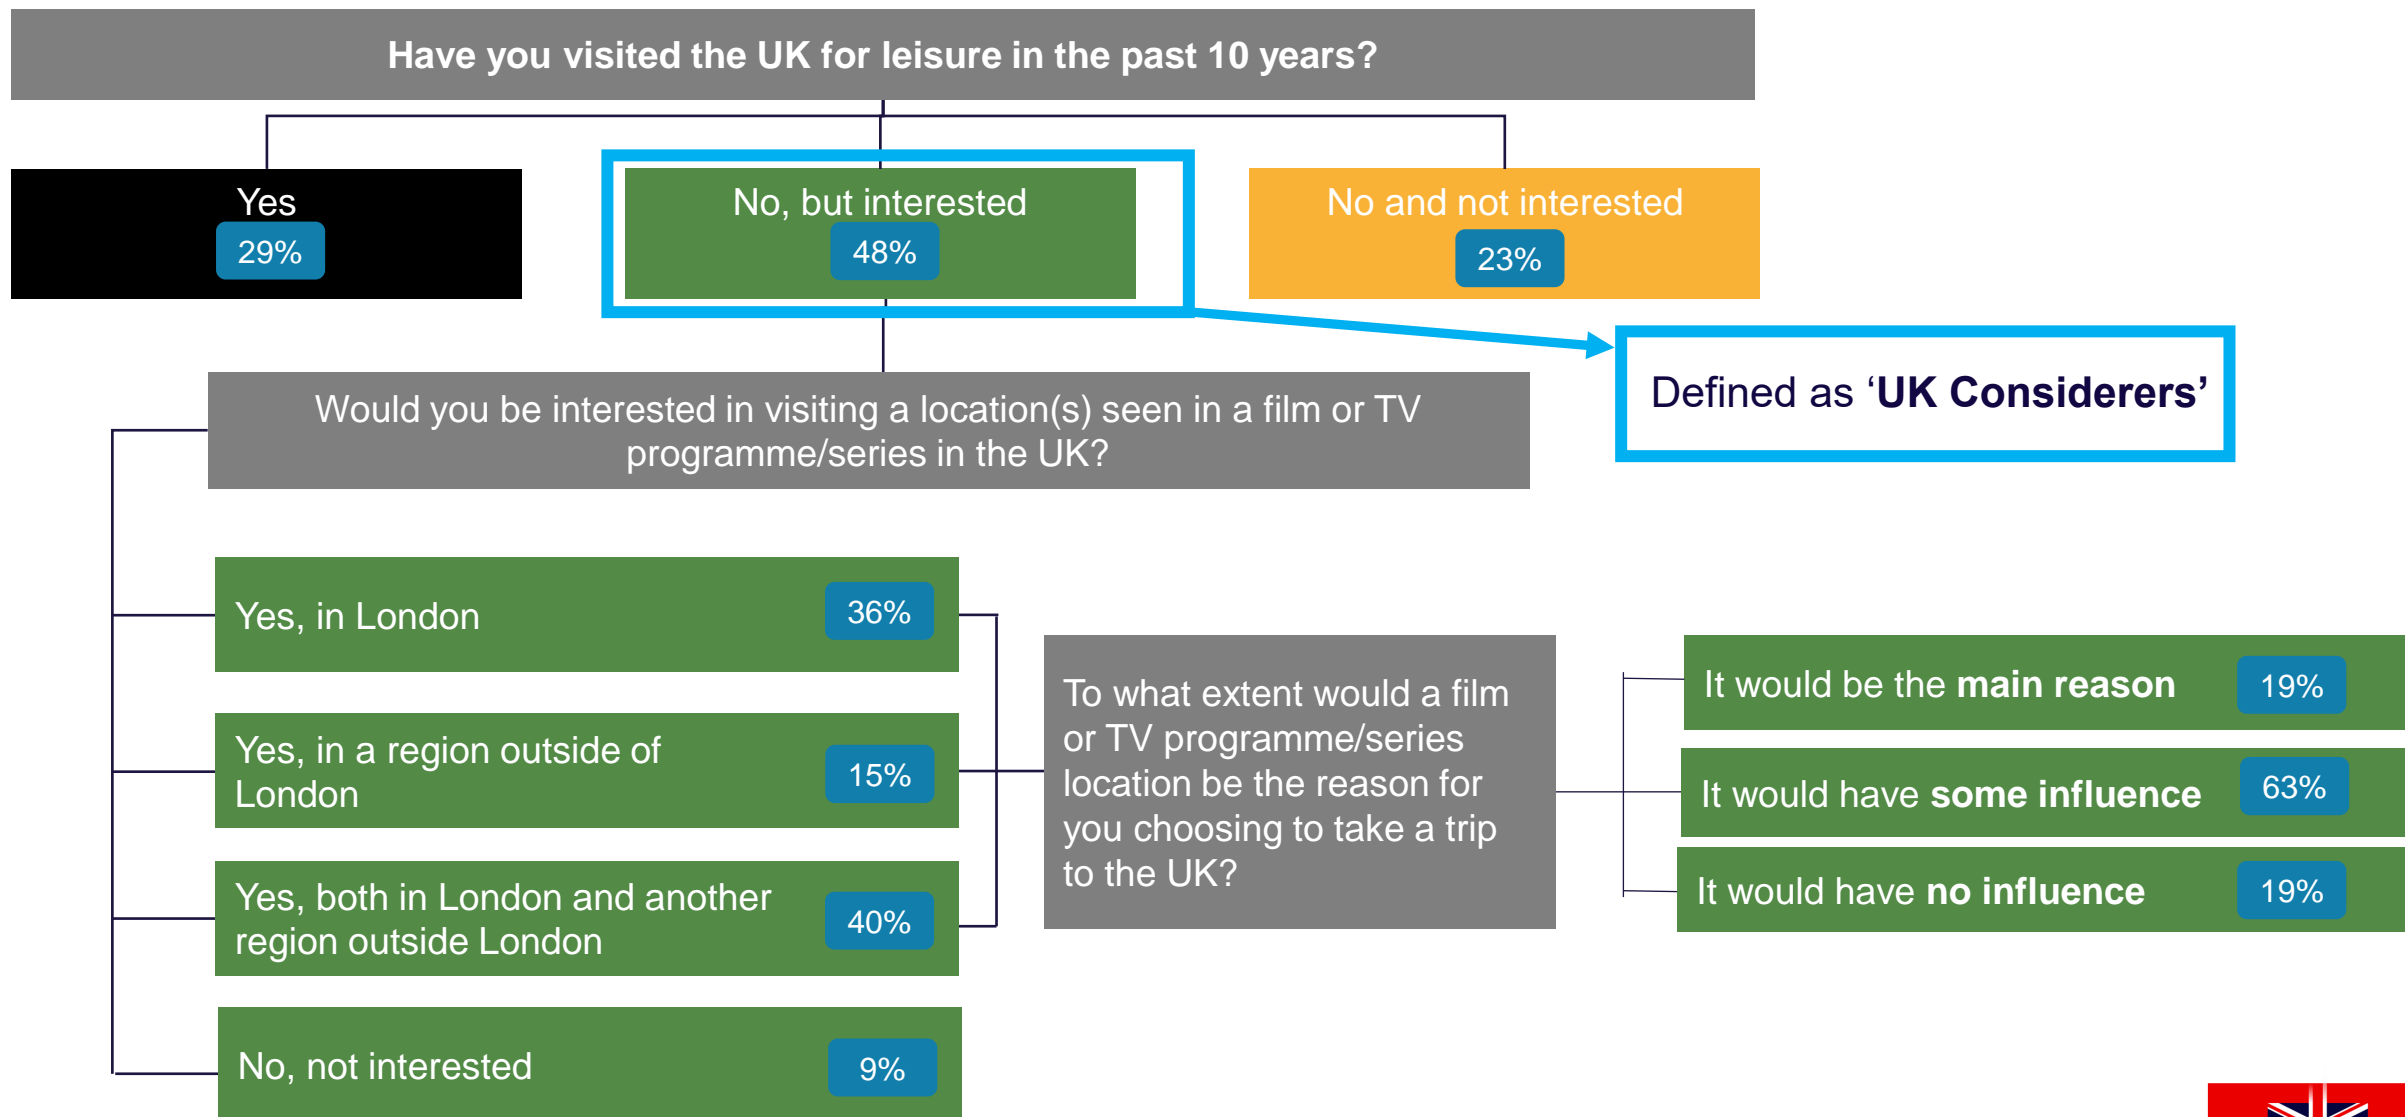 Have you visited the UK for leisure in the past 10 years?
Yes
29%
No, but interested
48%
No and not interested
23%
Defined as ‘UK Considerers’
Would you be interested in visiting a location(s) seen in a film or TV
programme/series in the UK?
Yes, in London
36%
Yes, in a region outside of
London
15%
Yes, both in London and another
region outside London
40%
No, not interested
9%
To what extent would a film
or TV programme/series
location be the reason for
you choosing to take a trip
to the UK?
It would be the main reason
19%
It would have some influence
63%
It would have no influence
19%